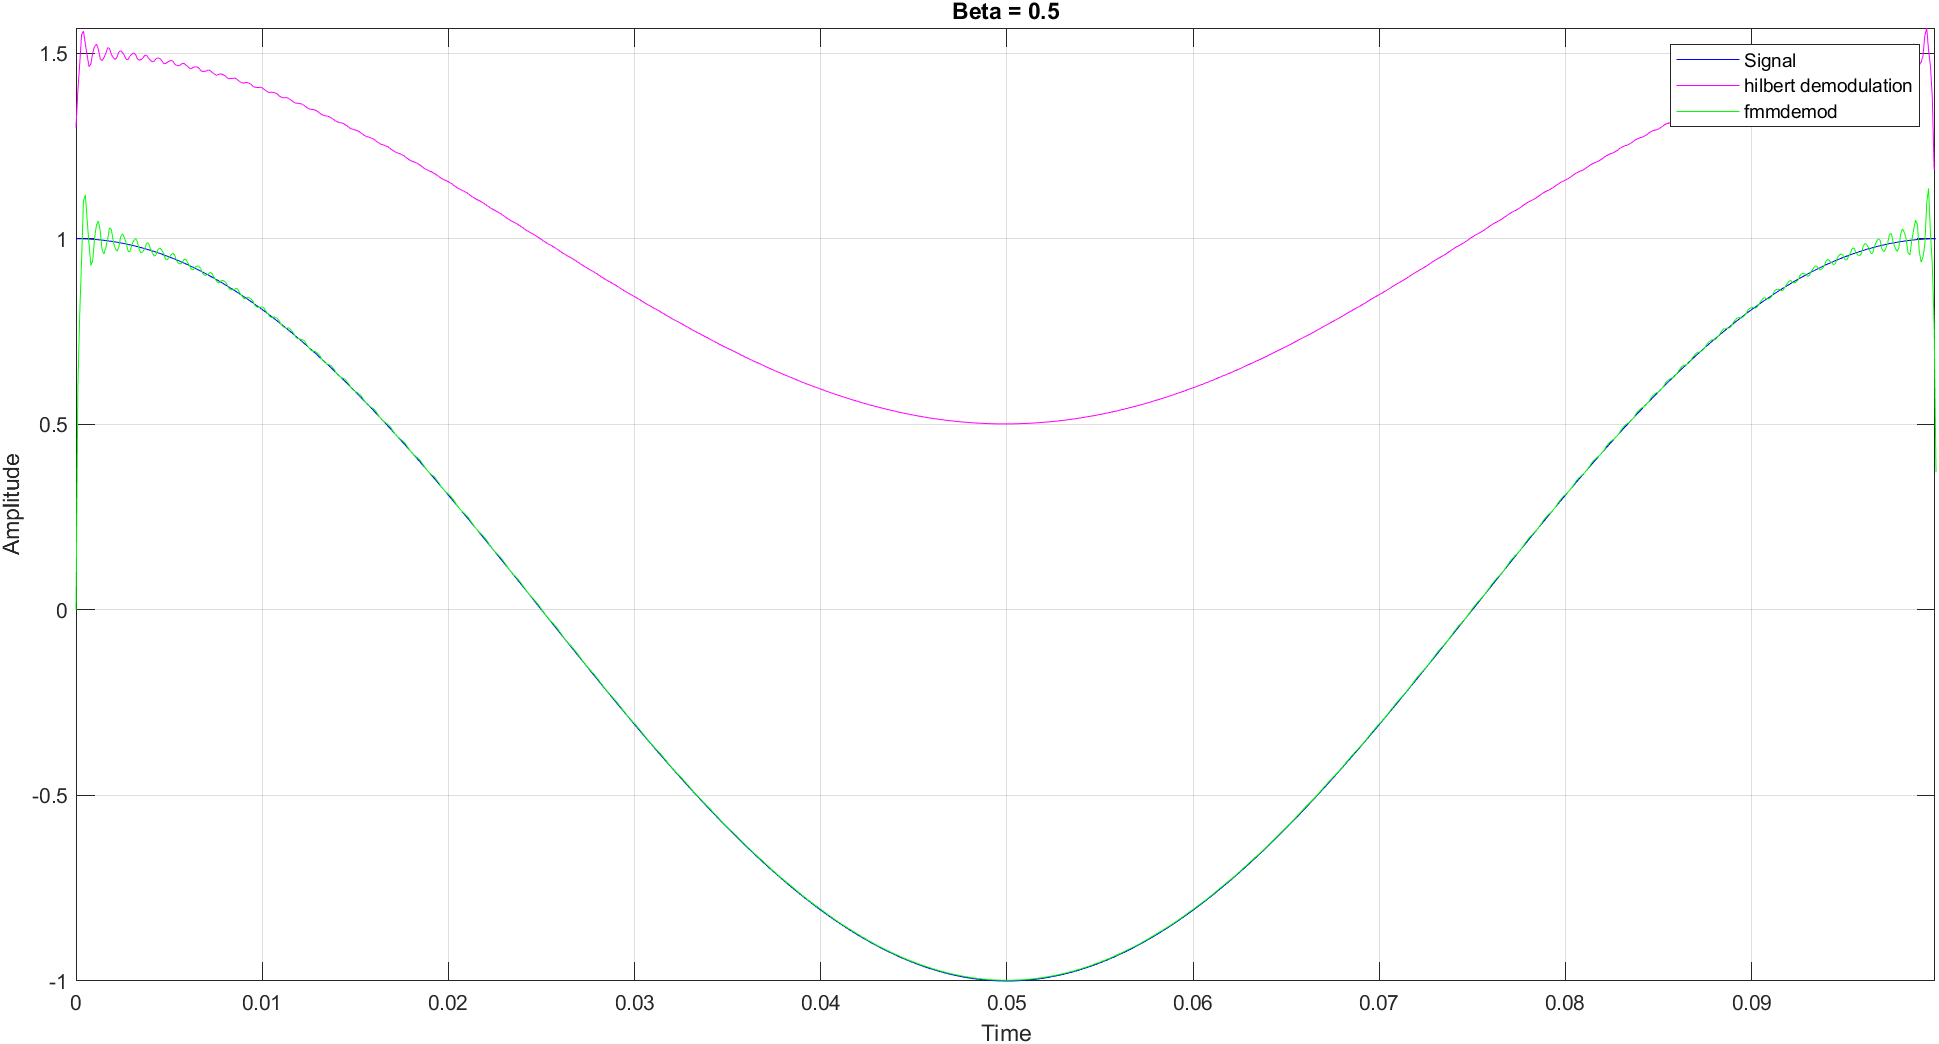 Beta = 0.5
Signal
hilbert demodulation
fmmdemod
1.5
1
0.5
0
-0.5
-1
Amplitude
0 0.01 0.02 0.03 0.04 0.05 0.06 0.07 0.08 0.09
Time